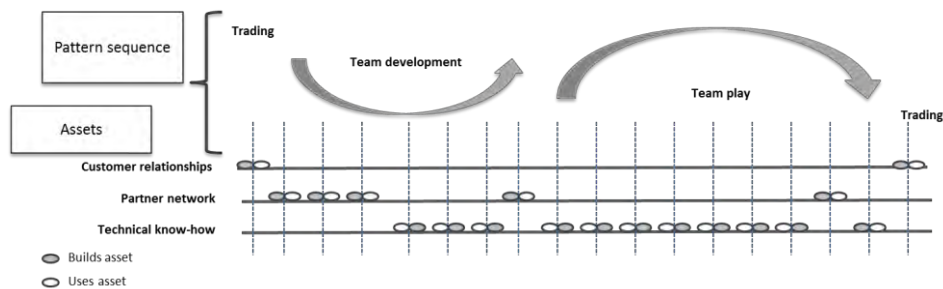 Pattern sequence
Trading
Team development
Team play
Assets
Trading
Customer relationships
Partner network
Technical know-how
Builds asset
Uses asset